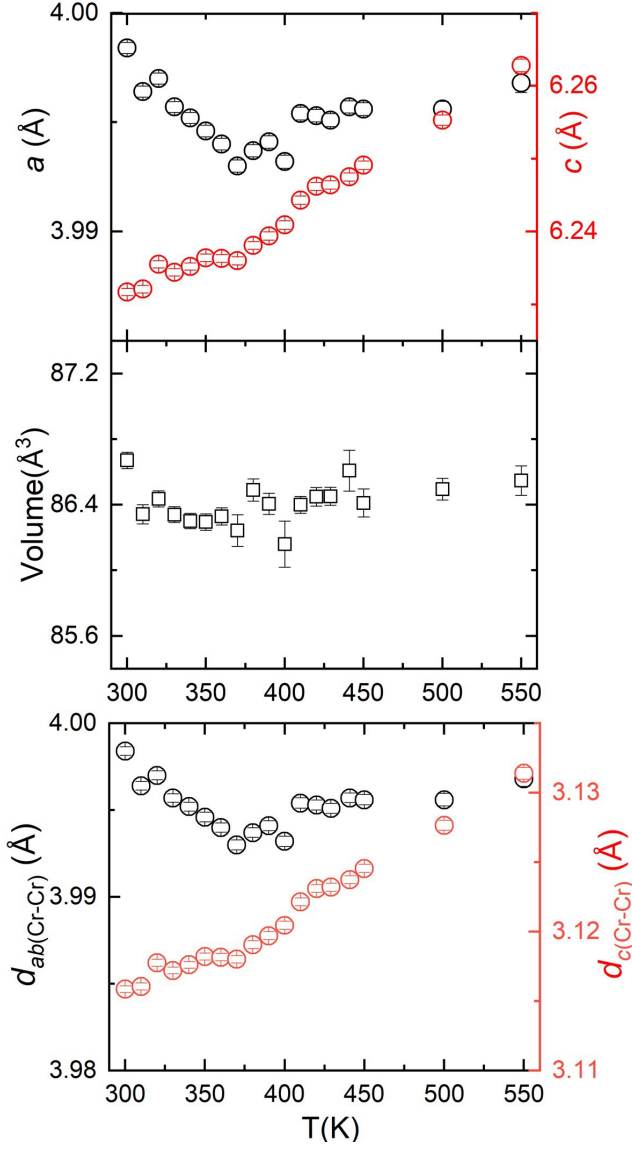 4.00
3.99
a (Å)
6.26
6.24
c (Å)
87.2
86.4
85.6
Volume(Å³)
300 350 400 450 500 550
4.00
3.99
3.98
d_ab(Cr-Cr) (Å)
3.13
3.12
3.11
d_c(Cr-Cr) (Å)
300 350 400 450 500 550
T(K)